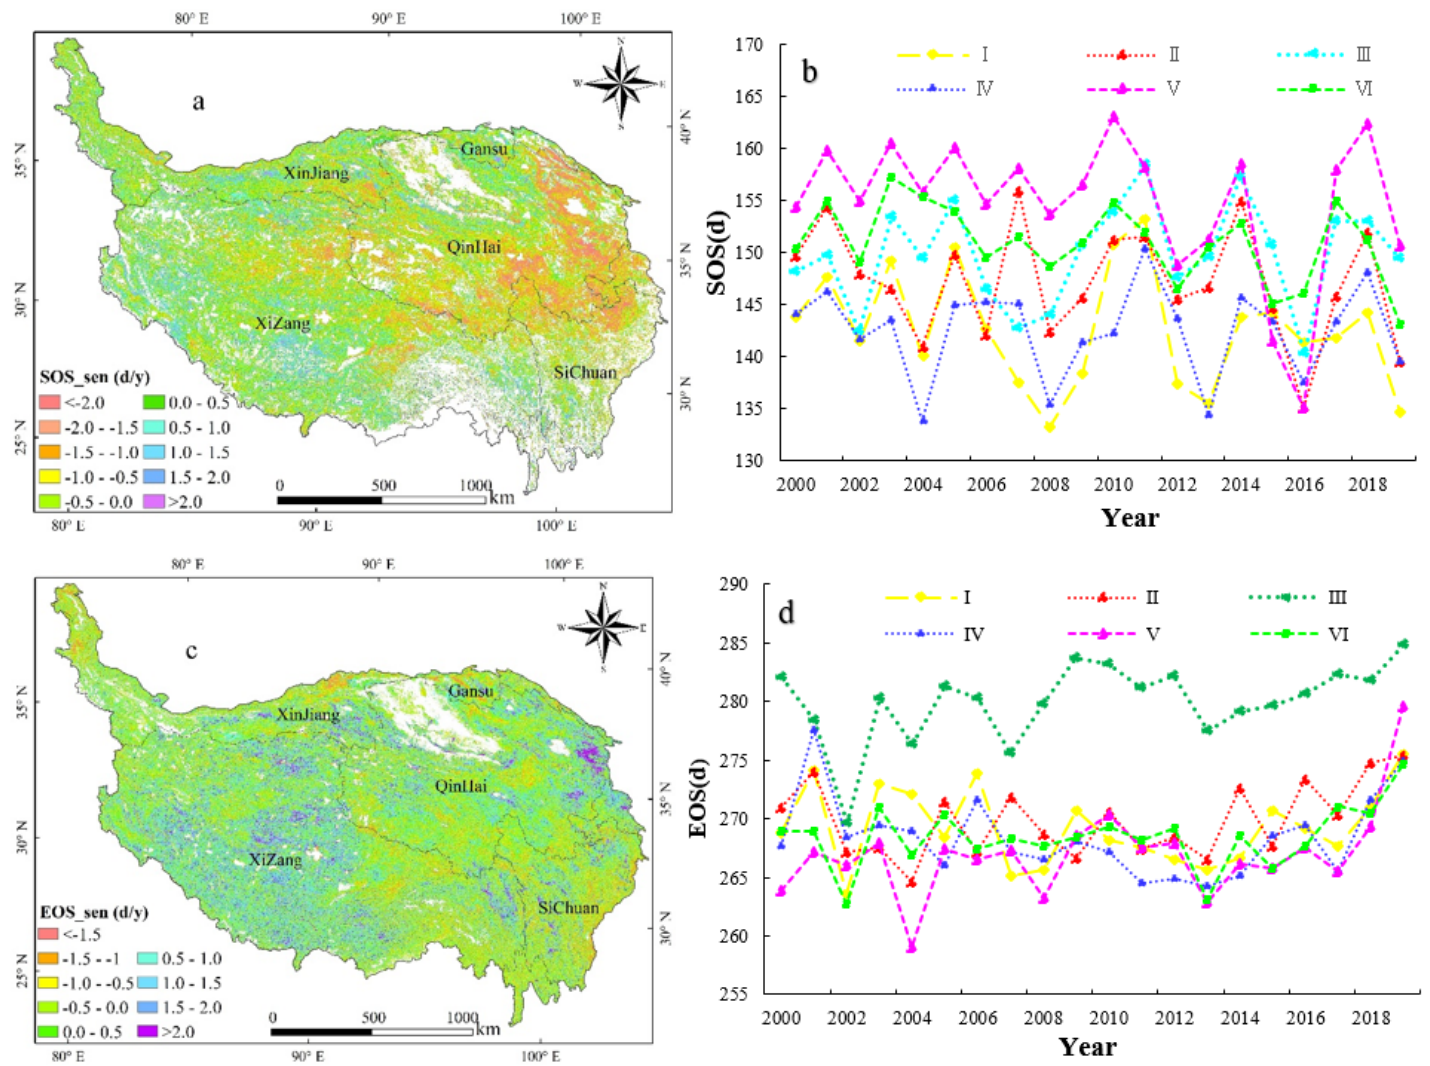 80° E 90° E 100° E
a
N
W E
S
40° N
35° N
35° N
30° N
30° N
25° N
XinJiang
Gansu
QinHai
XiZang
SiChuan
SOS_sen (d/y)
<-2.0 0.0 - 0.5
-2.0 - -1.5 0.5 - 1.0
-1.5 - -1.0 1.0 - 1.5
-1.0 - -0.5 1.5 - 2.0
-0.5 - 0.0 >2.0
0 500 1000 km
80° E 90° E 100° E
b
I II III
IV V VI
170
165
160
155
150
145
140
135
130
SOS(d)
2000 2002 2004 2006 2008 2010 2012 2014 2016 2018
Year
80° E 90° E 100° E
c
N
W E
S
40° N
35° N
35° N
30° N
30° N
25° N
XinJiang
Gansu
QinHai
XiZang
SiChuan
EOS_sen (d/y)
<-1.5
-1.5 - -1 0.5 - 1.0
-1.0 - -0.5 1.0 - 1.5
-0.5 - 0.0 1.5 - 2.0
0.0 - 0.5 >2.0
0 500 1000 km
80° E 90° E 100° E
d
I II III
IV V VI
290
285
280
275
270
265
260
255
EOS(d)
2000 2002 2004 2006 2008 2010 2012 2014 2016 2018
Year